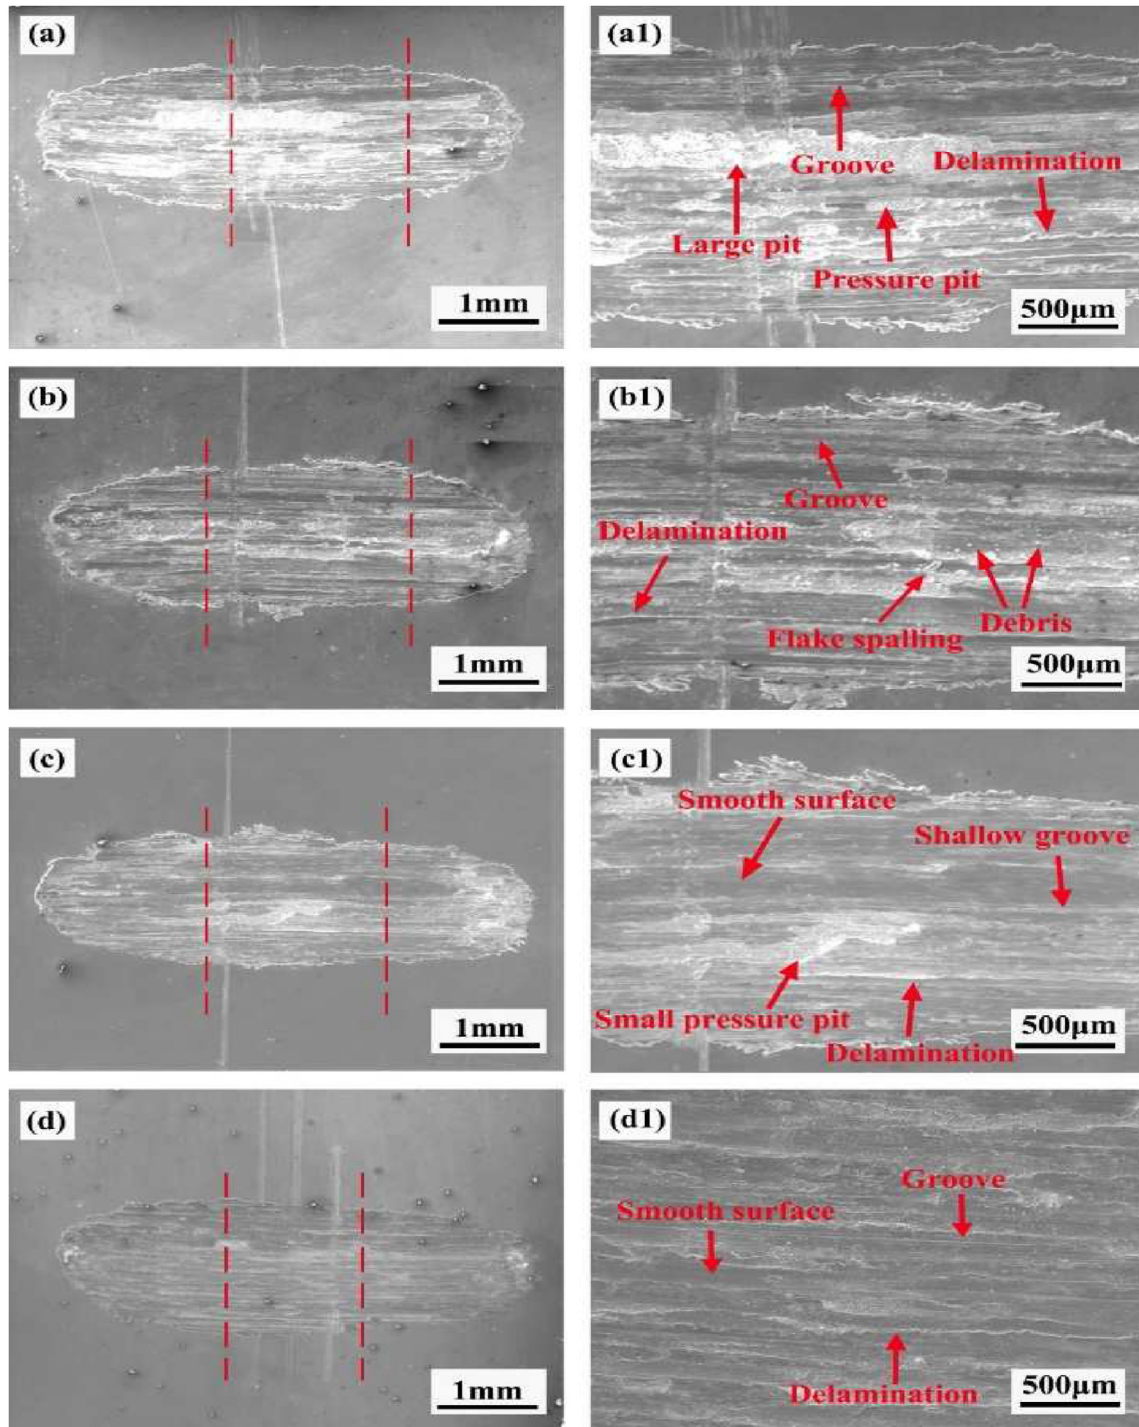 (a)
1mm
(a1)
Groove
Delamination
Large pit
Pressure pit
500μm
(b)
1mm
(b1)
Groove
Delamination
Flake spalling
Debris
500μm
(c)
1mm
(c1)
Smooth surface
Shallow groove
Small pressure pit
Delamination
500μm
(d)
1mm
(d1)
Groove
Smooth surface
Delamination
500μm